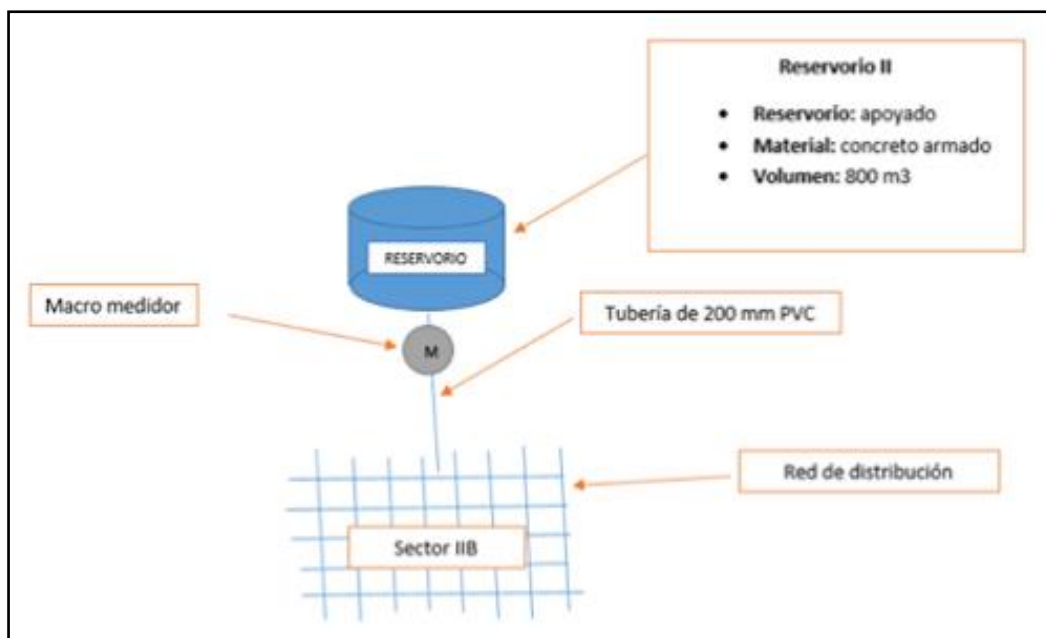 Reservorio II
• Reservorio: apoyado
• Material: concreto armado
• Volumen: 800 m3
RESERVORIO
Macro medidor
Tubería de 200 mm PVC
M
Red de distribución
Sector IIB